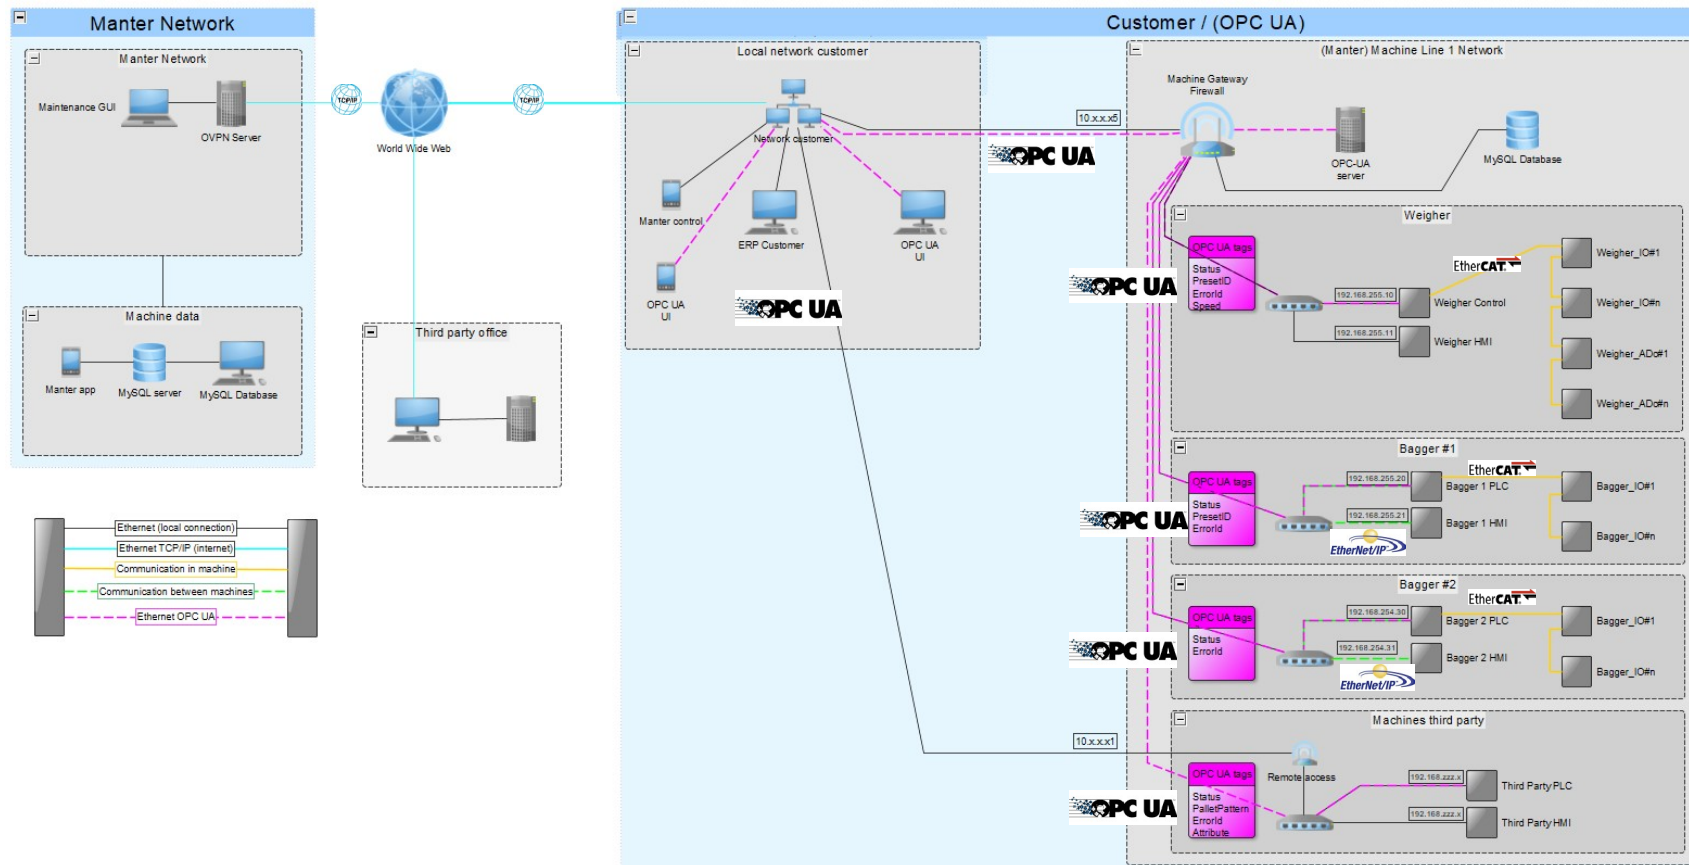 Manter Network
Manter Network
Maintenance GUI
OVPN Server
TCP/IP
World Wide Web
TCP/IP
Machine data
Manter app
MySQL server
MySQL Database
Third party office
Ethernet (local connection)
Ethernet TCP/IP (internet)
Communication in machine
Communication between machines
Ethernet OPC UA
Customer / (OPC UA)
Local network customer
Network customer
Manter control
ERP Customer
OPC UA
UI
OPC UA
UI
OPC UA
10.x.x.x5
OPC UA
(Manter) Machine Line 1 Network
Machine Gateway
Firewall
OPC-UA
server
MySQL Database
Weigher
OPC UA
OPC UA tags
Status
PresetID
ErrorId
Speed
192.168.255.10
Weigher Control
192.168.255.11
Weigher HMI
EtherCAT
Weigher_IO#1
Weigher_IO#n
Weigher_ADo#1
Weigher_ADo#n
Bagger #1
OPC UA
OPC UA tags
Status
PresetID
ErrorId
192.168.255.20
Bagger 1 PLC
192.168.255.21
Bagger 1 HMI
EtherNet/IP
EtherCAT
Bagger_IO#1
Bagger_IO#n
Bagger #2
OPC UA
OPC UA tags
Status
ErrorId
192.168.254.30
Bagger 2 PLC
192.168.254.31
Bagger 2 HMI
EtherNet/IP
EtherCAT
Bagger_IO#1
Bagger_IO#n
Machines third party
10.x.x.x1
Remote access
OPC UA
OPC UA tags
Status
PalletPattern
ErrorId
Attribute
192.168.zzz.x
Third Party PLC
192.168.zzz.x
Third Party HMI